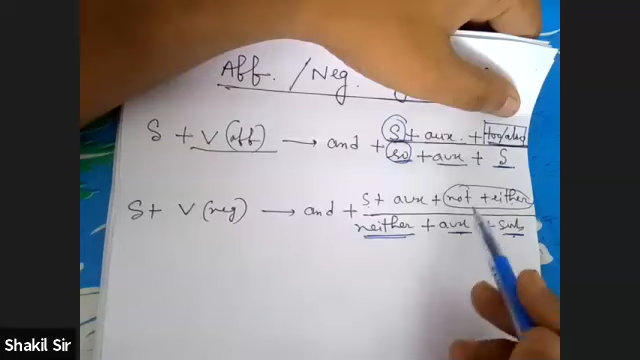 Aff. / Neg.
S + V (aff) → and + S + aux. + too/also
so + aux + S
S + V (neg) → and + S + aux + not + either
neither + aux + sub
Shakil Sir